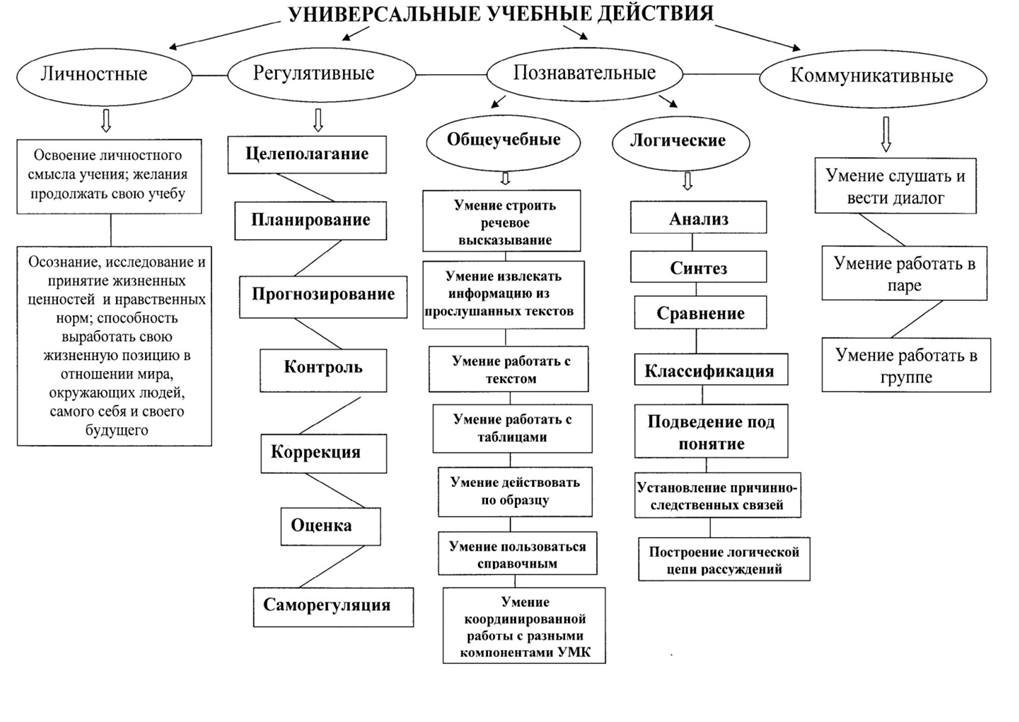 УНИВЕРСАЛЬНЫЕ УЧЕБНЫЕ ДЕЙСТВИЯ
Личностные
Регулятивные
Познавательные
Коммуникативные
Освоение личностного
смысла учения; желания
продолжать свою учебу
Осознание, исследование и
принятие жизненных
ценностей и нравственных
норм; способность
выработать свою
жизненную позицию в
отношении мира,
окружающих людей,
самого себя и своего
будущего
Целеполагание
Планирование
Прогнозирование
Контроль
Коррекция
Оценка
Саморегуляция
Общеучебные
Умение строить
речевое
высказывание
Умение извлекать
информацию из
прослушанных текстов
Умение работать с
текстом
Умение работать с
таблицами
Умение действовать
по образцу
Умение пользоваться
справочным
Умение
координированной
работы с разными
компонентами УМК
Логические
Анализ
Синтез
Сравнение
Классификация
Подведение под
понятие
Установление причинно-
следственных связей
Построение логической
цепи рассуждений
Умение слушать и
вести диалог
Умение работать в
паре
Умение работать в
группе